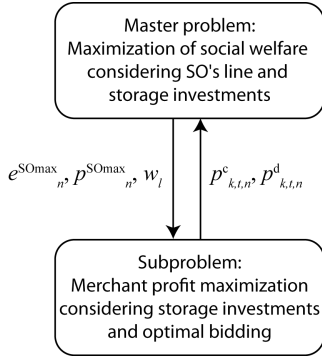 Master problem:
Maximization of social welfare
considering SO's line and
storage investments
e^SOmax_n, p^SOmax_n, w_l
p^c_k,t,n, p^d_k,t,n
Subproblem:
Merchant profit maximization
considering storage investments
and optimal bidding